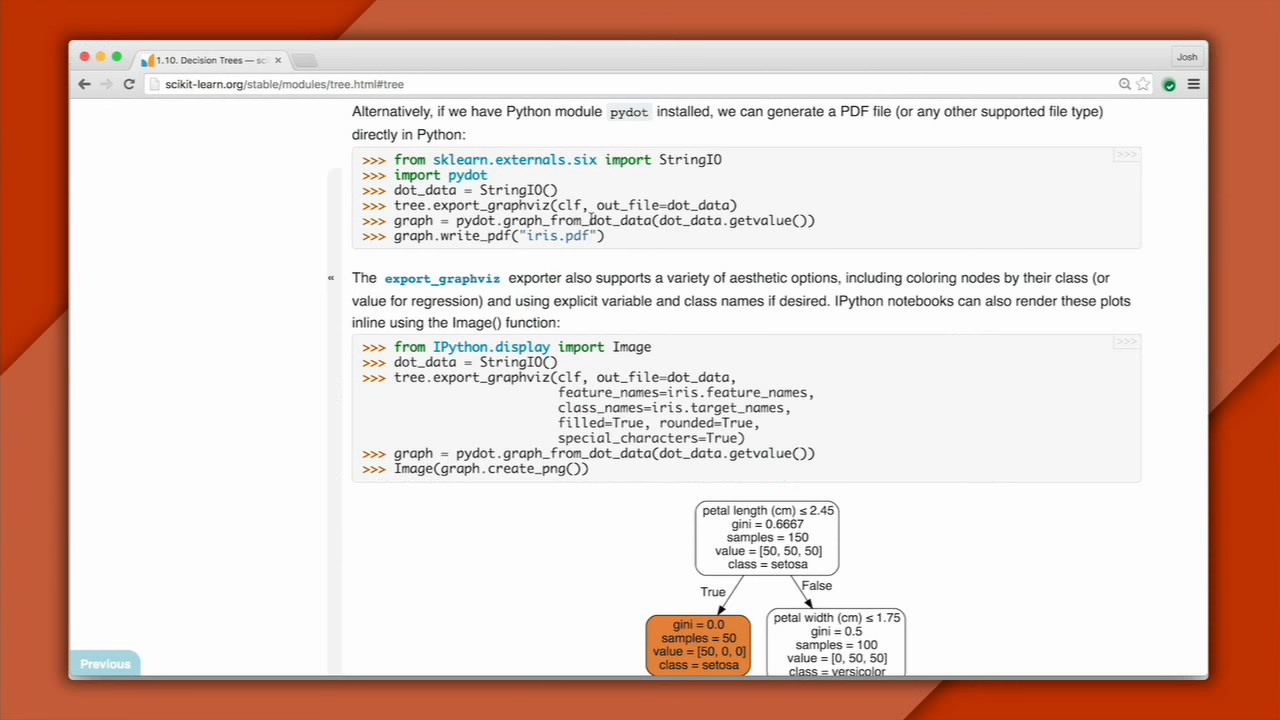 1.10. Decision Trees — sc
Josh
scikit-learn.org/stable/modules/tree.html#tree
Alternatively, if we have Python module pydot installed, we can generate a PDF file (or any other supported file type)
directly in Python:
>>>
>>> from sklearn.externals.six import StringIO
>>> import pydot
>>> dot_data = StringIO()
>>> tree.export_graphviz(clf, out_file=dot_data)
>>> graph = pydot.graph_from_dot_data(dot_data.getvalue())
>>> graph.write_pdf("iris.pdf")
«
The export_graphviz exporter also supports a variety of aesthetic options, including coloring nodes by their class (or
value for regression) and using explicit variable and class names if desired. IPython notebooks can also render these plots
inline using the Image() function:
>>>
>>> from IPython.display import Image
>>> dot_data = StringIO()
>>> tree.export_graphviz(clf, out_file=dot_data,
feature_names=iris.feature_names,
class_names=iris.target_names,
filled=True, rounded=True,
special_characters=True)
>>> graph = pydot.graph_from_dot_data(dot_data.getvalue())
>>> Image(graph.create_png())
petal length (cm) ≤ 2.45
gini = 0.6667
samples = 150
value = [50, 50, 50]
class = setosa
True
False
gini = 0.0
samples = 50
value = [50, 0, 0]
class = setosa
petal width (cm) ≤ 1.75
gini = 0.5
samples = 100
value = [0, 50, 50]
class = versicolor
Previous